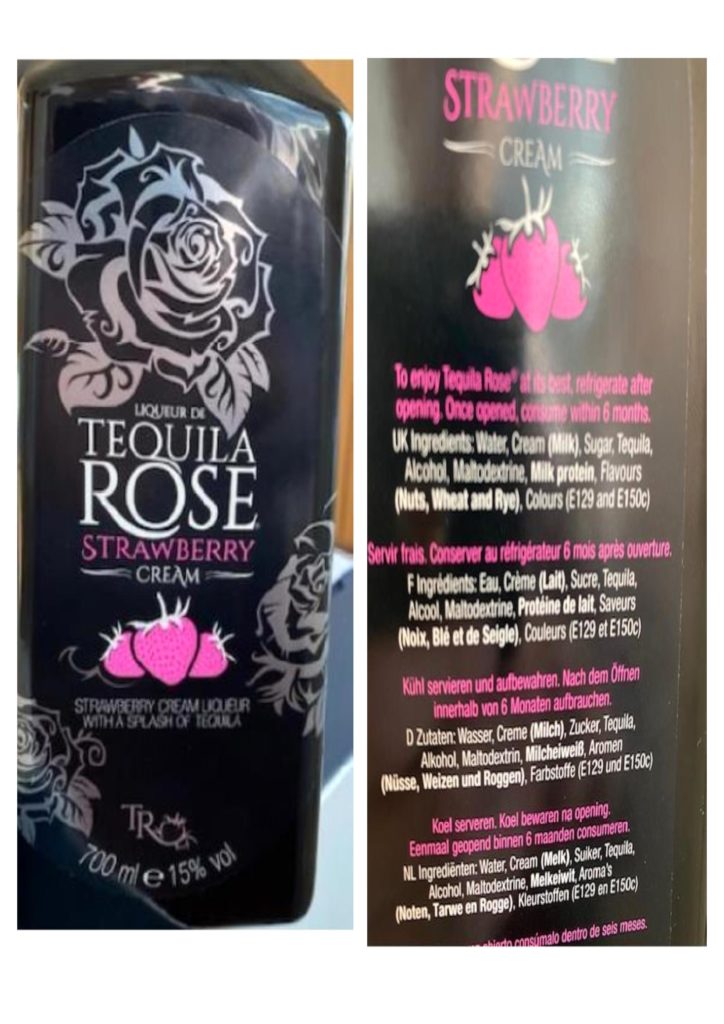 LIQUEUR DE
TEQUILA
ROSE
STRAWBERRY
CREAM
STRAWBERRY CREAM LIQUEUR
WITH A SPLASH OF TEQUILA
TR
700 ml e 15% vol
STRAWBERRY
CREAM
To enjoy Tequila Rose® at its best, refrigerate after
opening. Once opened, consume within 6 months.
UK Ingredients: Water, Cream (Milk), Sugar, Tequila,
Alcohol, Maltodextrine, Milk protein, Flavours
(Nuts, Wheat and Rye), Colours (E129 and E150c)
Servir frais. Conserver au réfrigérateur 6 mois après ouverture.
F Ingrédients: Eau, Crème (Lait), Sucre, Tequila,
Alcool, Maltodextrine, Protéine de lait, Saveurs
(Noix, Blé et de Seigle), Couleurs (E129 et E150c)
Kühl servieren und aufbewahren. Nach dem Öffnen
innerhalb von 6 Monaten aufbrauchen.
D Zutaten: Wasser, Creme (Milch), Zucker, Tequila,
Alkohol, Maltodextrin, Milcheiweiß, Aromen
(Nüsse, Weizen und Roggen), Farbstoffe (E129 und E150c)
Koel serveren. Koel bewaren na opening.
Eenmaal geopend binnen 6 maanden consumeren.
NL Ingrediënten: Water, Cream (Melk), Suiker, Tequila,
Alcohol, Maltodextrine, Melkeiwit, Aroma's
(Noten, Tarwe en Rogge), Kleurstoffen (E129 en E150c)
abierto consúmalo dentro de seis meses.